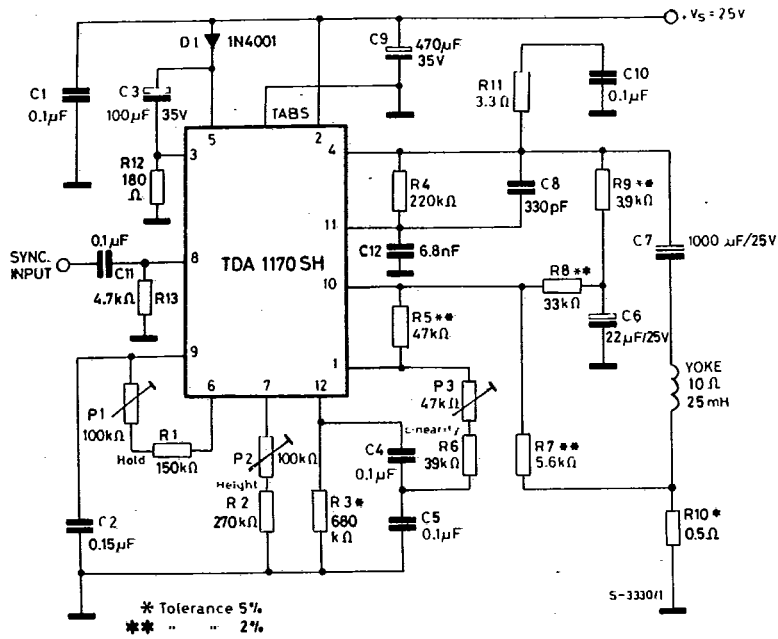 + Vs = 25V
D1 1N4001
C9 470µF
35V
C1
0.1µF
C3
100µF 35V
R11
3.3Ω
C10
0.1µF
TABS
5
2
3
4
R12
180
Ω
R4
220kΩ
C8
330pF
R9 **
3.9kΩ
C7
1000 µF/25V
11
SYNC.
INPUT
0.1µF
C11
8
TDA 1170 SH
C12
6.8nF
10
R8 **
33kΩ
4.7kΩ
R13
R5 **
47kΩ
C6
22µF/25V
9
1
YOKE
10 Ω
25mH
6
7
12
P1
100kΩ
Hold
R1
150kΩ
P2
100kΩ
Height
P3
47kΩ
Linearity
R6
39kΩ
R7 **
5.6kΩ
C4
0.1µF
R2
270kΩ
R3 *
680
kΩ
C5
0.1µF
C2
0.15µF
R10 *
0.5Ω
S-3330/1
* Tolerance 5%
** " " 2%